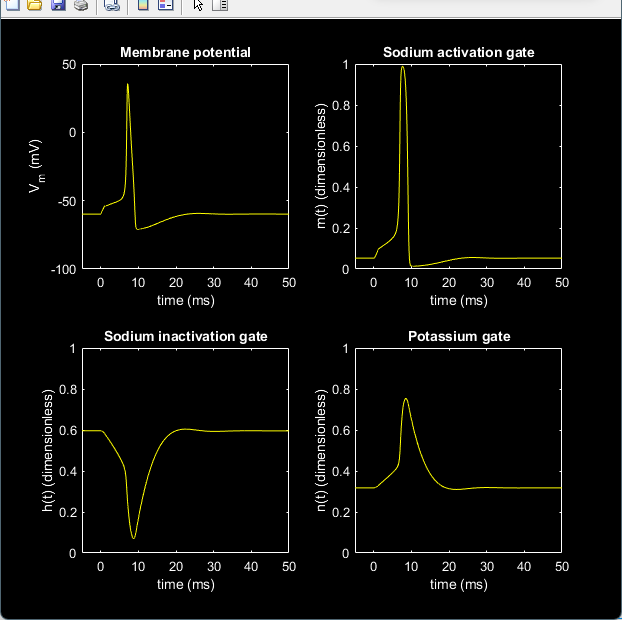 Membrane potential
50
0
-50
-100
V_m (mV)
0 10 20 30 40 50
time (ms)
Sodium activation gate
1
0.8
0.6
0.4
0.2
0
m(t) (dimensionless)
0 10 20 30 40 50
time (ms)
Sodium inactivation gate
1
0.8
0.6
0.4
0.2
0
h(t) (dimensionless)
0 10 20 30 40 50
time (ms)
Potassium gate
1
0.8
0.6
0.4
0.2
0
n(t) (dimensionless)
0 10 20 30 40 50
time (ms)